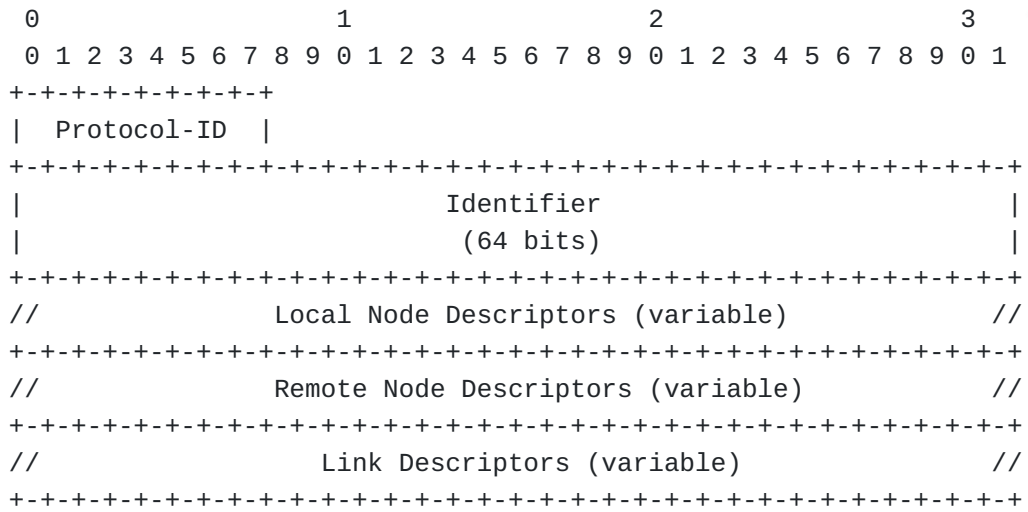 0                   1                   2                   3
 0 1 2 3 4 5 6 7 8 9 0 1 2 3 4 5 6 7 8 9 0 1 2 3 4 5 6 7 8 9 0 1
+-+-+-+-+-+-+-+-+
|  Protocol-ID  |
+-+-+-+-+-+-+-+-+-+-+-+-+-+-+-+-+-+-+-+-+-+-+-+-+-+-+-+-+-+-+-+-+
|                           Identifier                          |
|                            (64 bits)                          |
+-+-+-+-+-+-+-+-+-+-+-+-+-+-+-+-+-+-+-+-+-+-+-+-+-+-+-+-+-+-+-+-+
//               Local Node Descriptors (variable)             //
+-+-+-+-+-+-+-+-+-+-+-+-+-+-+-+-+-+-+-+-+-+-+-+-+-+-+-+-+-+-+-+-+
//               Remote Node Descriptors (variable)            //
+-+-+-+-+-+-+-+-+-+-+-+-+-+-+-+-+-+-+-+-+-+-+-+-+-+-+-+-+-+-+-+-+
//                  Link Descriptors (variable)                //
+-+-+-+-+-+-+-+-+-+-+-+-+-+-+-+-+-+-+-+-+-+-+-+-+-+-+-+-+-+-+-+-+